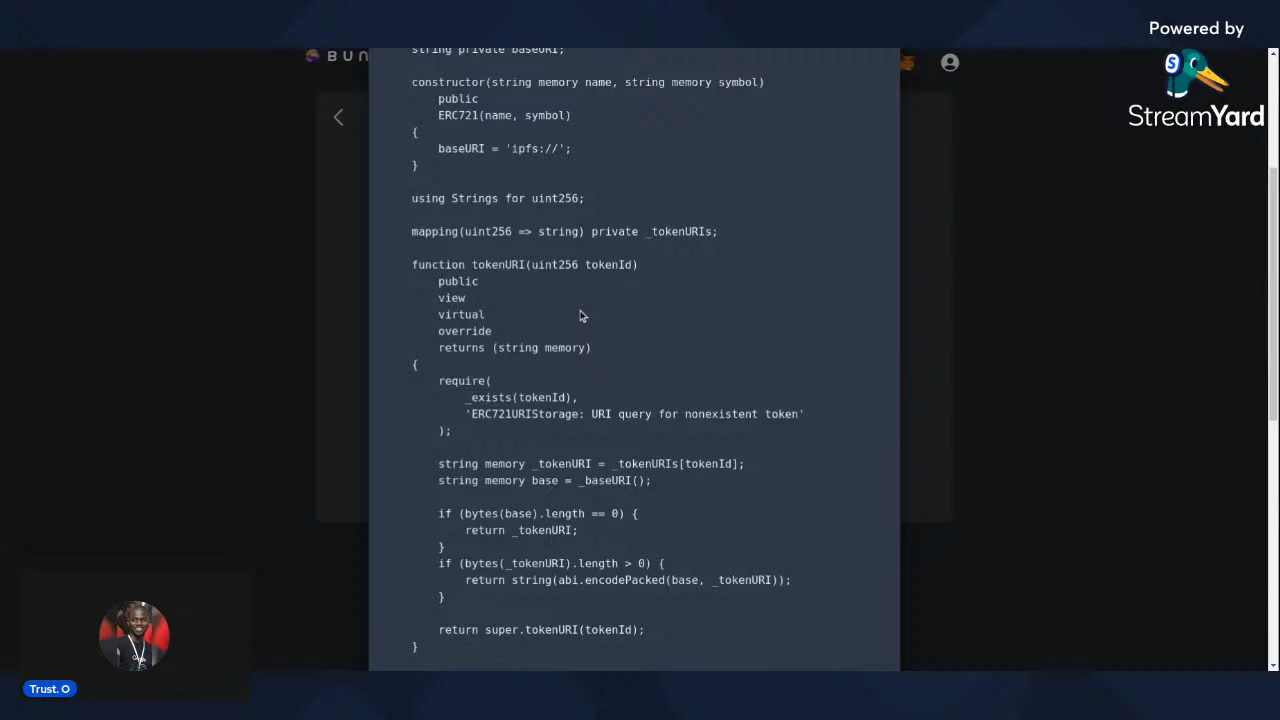 Powered by
StreamYard
BUN
string private baseURI;
constructor(string memory name, string memory symbol)
public
ERC721(name, symbol)
{
baseURI = 'ipfs://';
}
using Strings for uint256;
mapping(uint256 => string) private _tokenURIs;
function tokenURI(uint256 tokenId)
public
view
virtual
override
returns (string memory)
{
require(
_exists(tokenId),
'ERC721URIStorage: URI query for nonexistent token'
);
string memory _tokenURI = _tokenURIs[tokenId];
string memory base = _baseURI();
if (bytes(base).length == 0) {
return _tokenURI;
}
if (bytes(_tokenURI).length > 0) {
return string(abi.encodePacked(base, _tokenURI));
}
return super.tokenURI(tokenId);
}
Trust. O